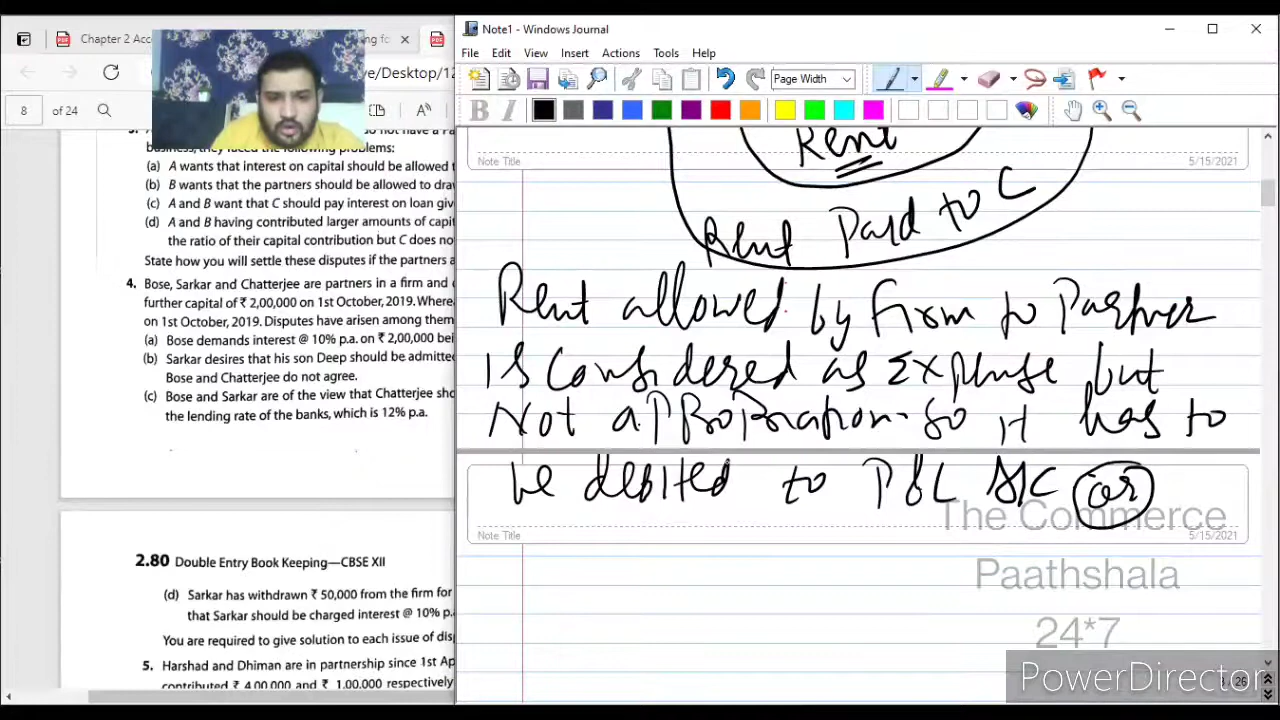 Note1 - Windows Journal
Chapter 2 Acc
ing for
ve/Desktop/12
8 of 24
File Edit View Insert Actions Tools Help
Page Width
business, they faced the following problems:
(a) A wants that interest on capital should be allowed t
(b) B wants that the partners should be allowed to dra
(c) A and B want that C should pay interest on loan giv
(d) A and B having contributed larger amounts of capit
the ratio of their capital contribution but C does no
State how you will settle these disputes if the partners a
4. Bose, Sarkar and Chatterjee are partners in a firm and
further capital of ₹ 2,00,000 on 1st October, 2019. Where
on 1st October, 2019. Disputes have arisen among them
(a) Bose demands interest @ 10% p.a. on ₹ 2,00,000 bei
(b) Sarkar desires that his son Deep should be admitted
Bose and Chatterjee do not agree.
(c) Bose and Sarkar are of the view that Chatterjee sho
the lending rate of the banks, which is 12% p.a.
2.80 Double Entry Book Keeping—CBSE XII
(d) Sarkar has withdrawn ₹ 50,000 from the firm for
that Sarkar should be charged interest @ 10% p.a
You are required to give solution to each issue of dis
5. Harshad and Dhiman are in partnership since 1st Ap
contributed ₹ 4,00,000 and ₹ 1,00,000 respectively
Rent
Note Title 5/15/2021
Rent Paid to C
Rent allowed by firm to Partner
is considered as Expense but
Not appropriation. so it has to
be debited to P&L A/C or
Note Title 5/15/2021
The Commerce
Paathshala
24*7
PowerDirector